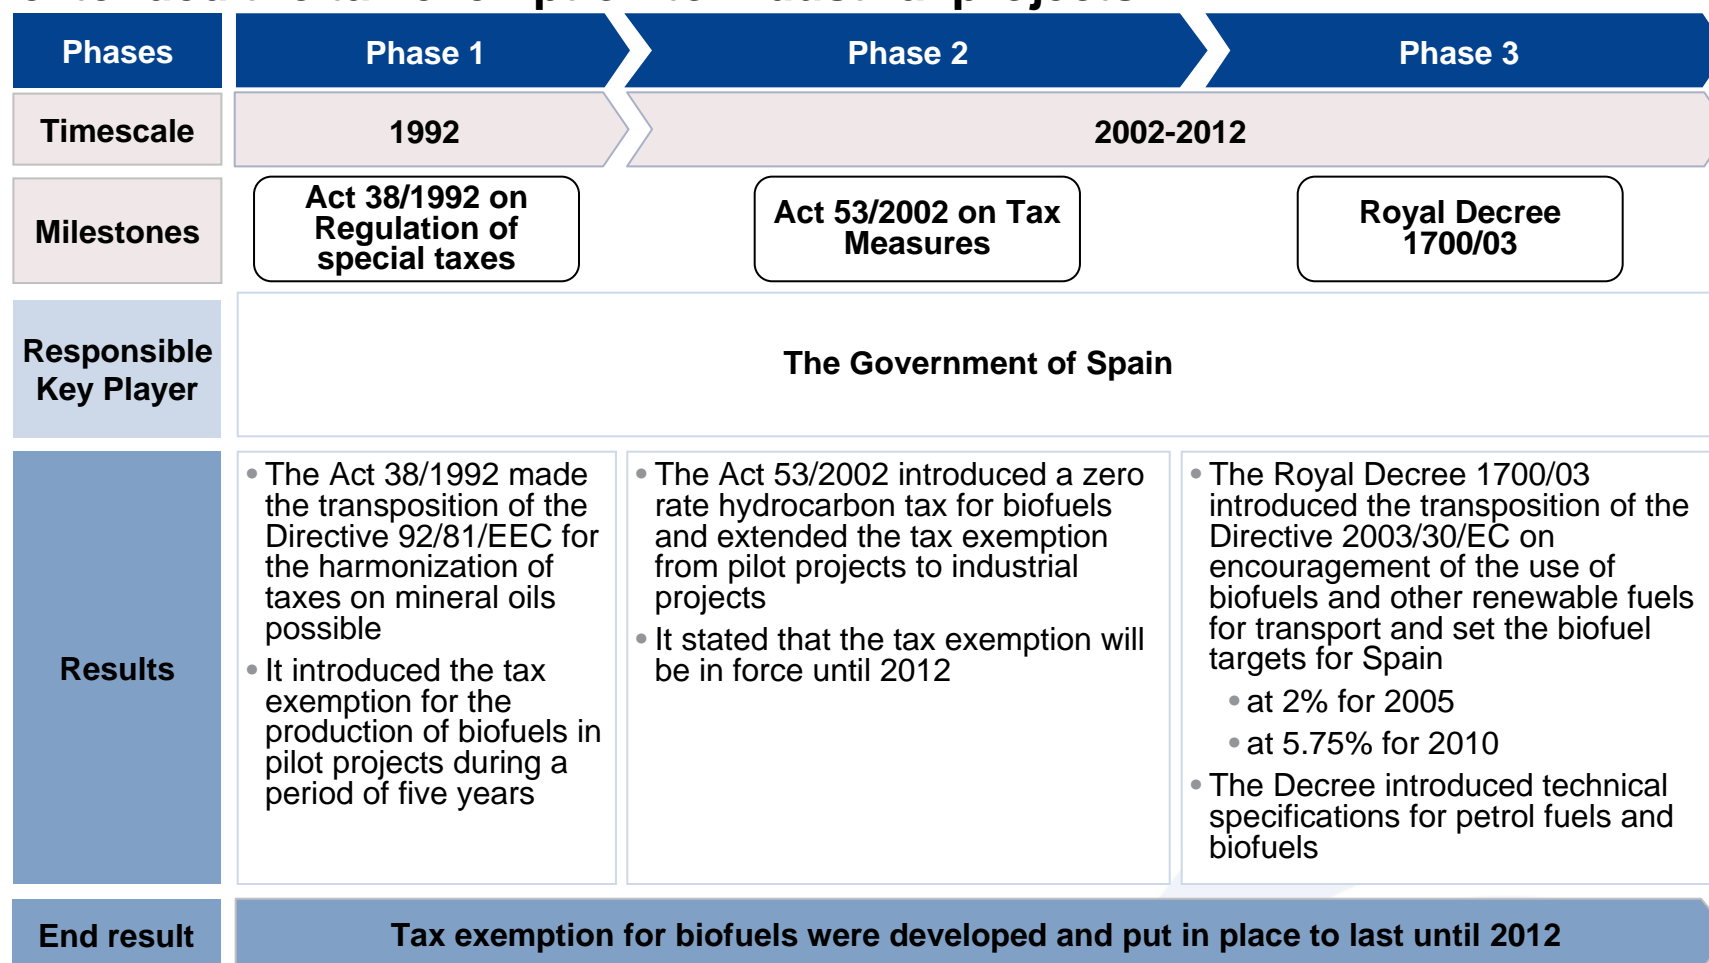 Phases
Phase 1
Phase 2
Phase 3
Timescale
1992
2002-2012
Milestones
Act 38/1992 on
Regulation of
special taxes
Act 53/2002 on Tax
Measures
Royal Decree
1700/03
Responsible
Key Player
The Government of Spain
Results
• The Act 38/1992 made
the transposition of the
Directive 92/81/EEC for
the harmonization of
taxes on mineral oils
possible
• It introduced the tax
exemption for the
production of biofuels in
pilot projects during a
period of five years
• The Act 53/2002 introduced a zero
rate hydrocarbon tax for biofuels
and extended the tax exemption
from pilot projects to industrial
projects
• It stated that the tax exemption will
be in force until 2012
• The Royal Decree 1700/03
introduced the transposition of the
Directive 2003/30/EC on
encouragement of the use of
biofuels and other renewable fuels
for transport and set the biofuel
targets for Spain
• at 2% for 2005
• at 5.75% for 2010
• The Decree introduced technical
specifications for petrol fuels and
biofuels
End result
Tax exemption for biofuels were developed and put in place to last until 2012